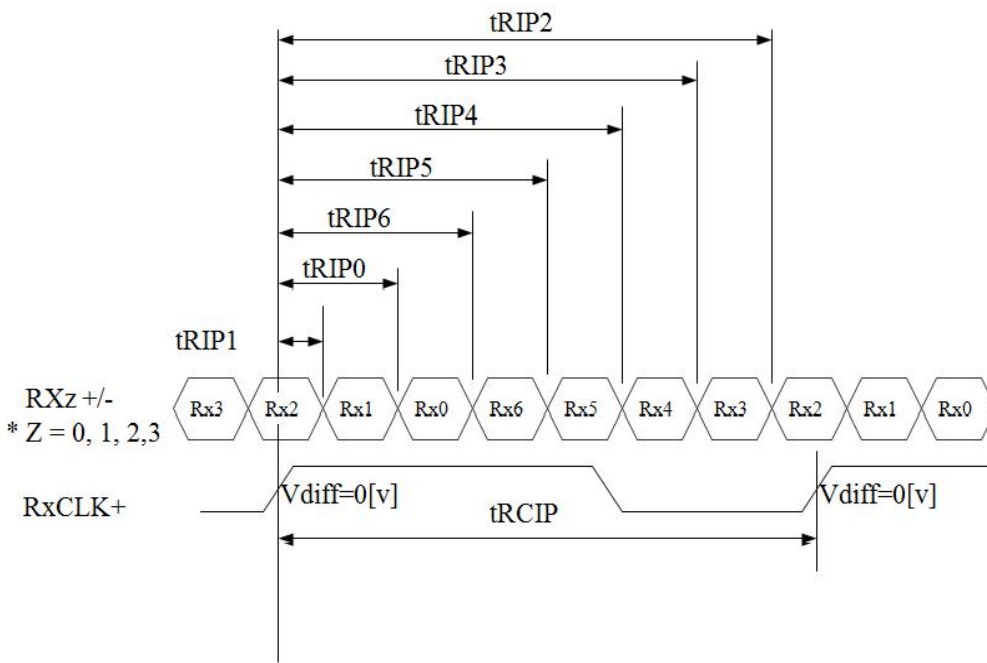 tRIP2
tRIP3
tRIP4
tRIP5
tRIP6
tRIP0
tRIP1
RXz +/-
* Z = 0, 1, 2,3
Rx3 Rx2 Rx1 Rx0 Rx6 Rx5 Rx4 Rx3 Rx2 Rx1 Rx0
RxCLK+
Vdiff=0[v] Vdiff=0[v]
tRCIP